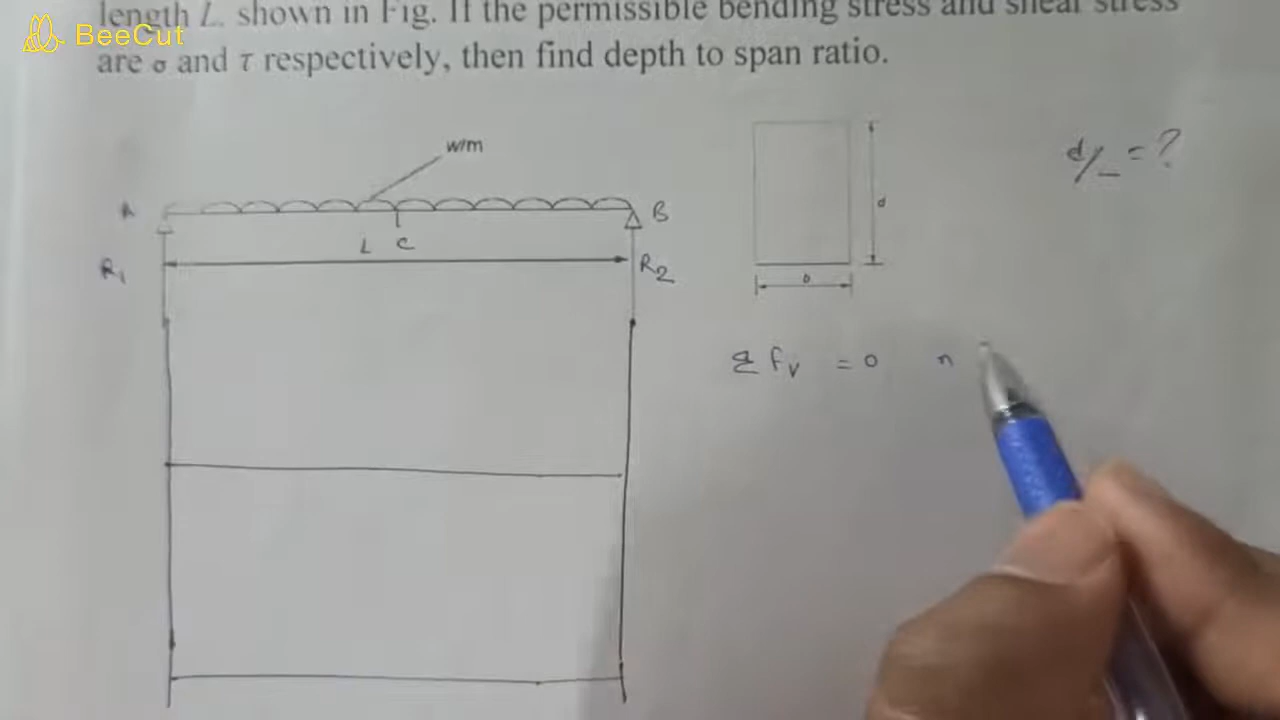 length L. shown in Fig. If the permissible bending stress and shear stress
BeeCut
are σ and τ respectively, then find depth to span ratio.
w/m
d/L = ?
A
B
d
L C
R1
R2
b
Σ Fv = 0 n